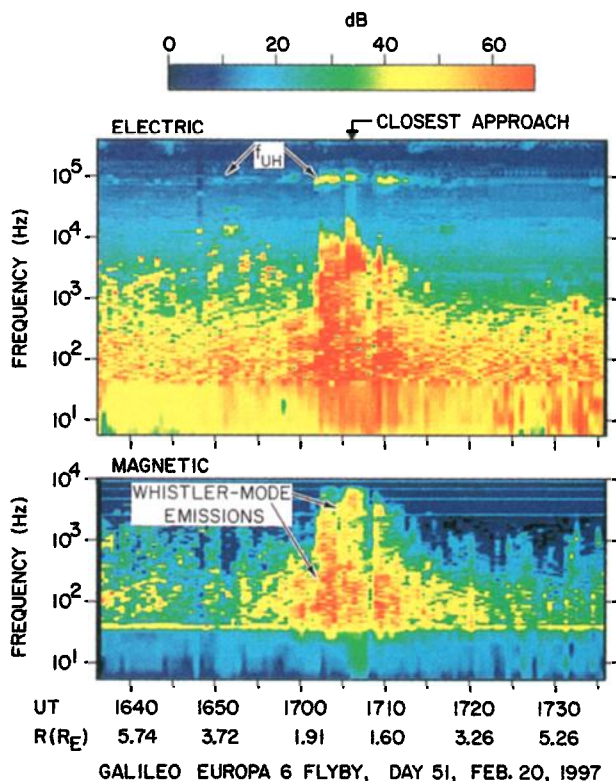 dB
0 20 40 60
CLOSEST APPROACH
ELECTRIC
fUH
10⁵
10⁴
10³
10²
10¹
FREQUENCY (Hz)
MAGNETIC
WHISTLER-MODE
EMISSIONS
10⁴
10³
10²
10¹
FREQUENCY (Hz)
UT 1640 1650 1700 1710 1720 1730
R(RE) 5.74 3.72 1.91 1.60 3.26 5.26
GALILEO EUROPA 6 FLYBY, DAY 51, FEB. 20, 1997